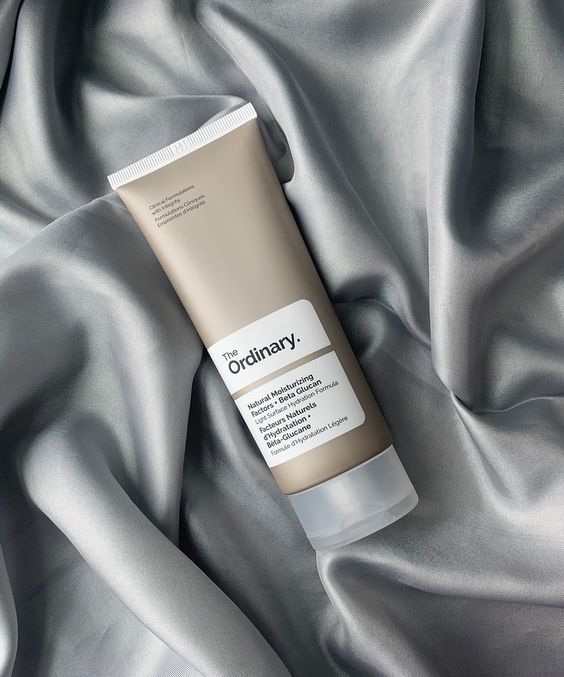 Clinical Formulations
with Integrity.
Formulations Cliniques
Empreintes d'Intégrité.
The
Ordinary.
Natural Moisturizing
Factors + Beta Glucan
Light Surface Hydration Formula
Facteurs Naturels
d'Hydratation +
Bêta-Glucane
Formule d'Hydratation Légère